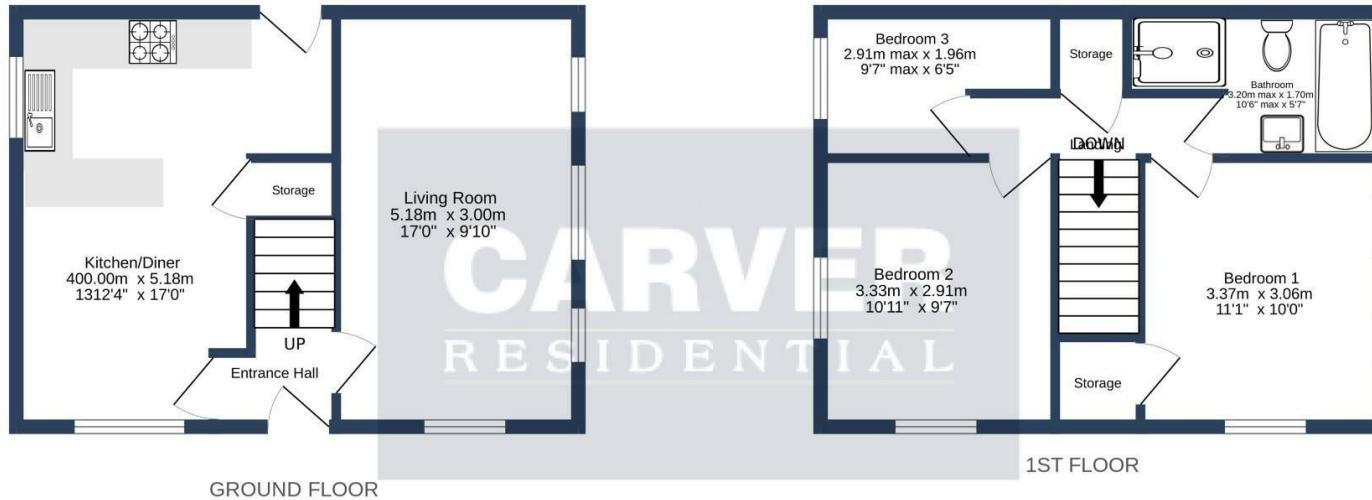 Kitchen/Diner
400.00m x 5.18m
1312'4" x 17'0"
Storage
UP
Entrance Hall
Living Room
5.18m x 3.00m
17'0" x 9'10"
GROUND FLOOR
CARVER
RESIDENTIAL
Bedroom 3
2.91m max x 1.96m
9'7" max x 6'5"
Storage
Bathroom
3.20m max x 1.70m
10'6" max x 5'7"
Landing
DOWN
Bedroom 2
3.33m x 2.91m
10'11" x 9'7"
Bedroom 1
3.37m x 3.06m
11'1" x 10'0"
Storage
1ST FLOOR